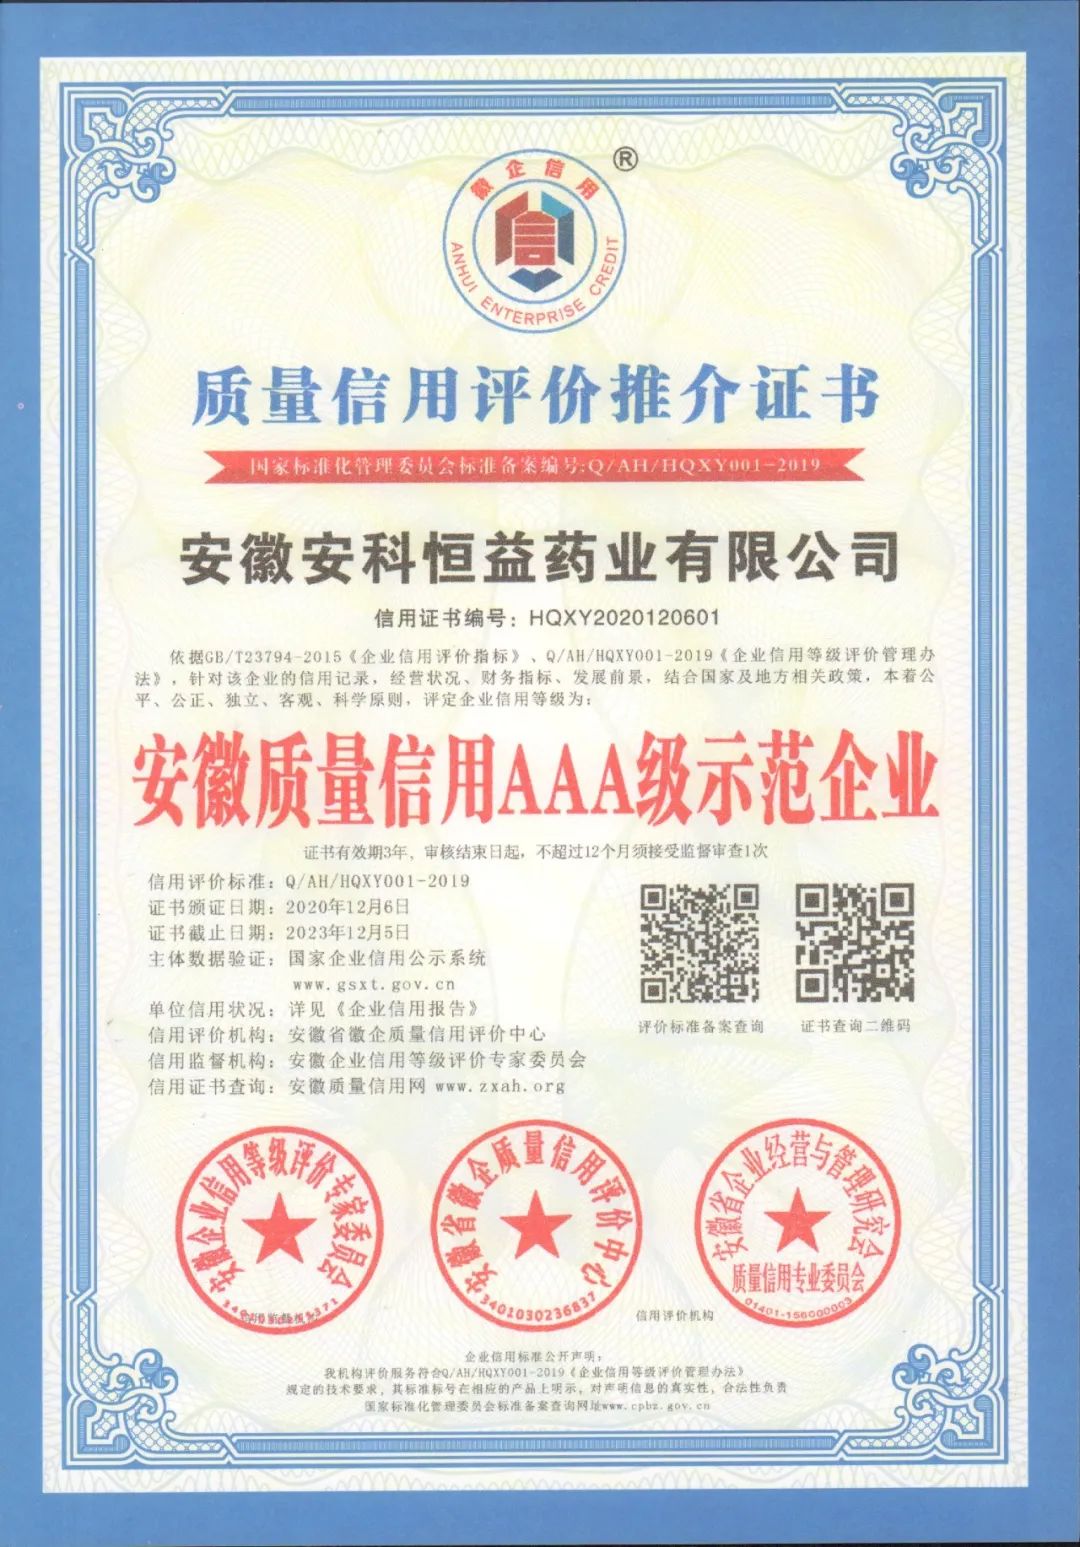 徽企信用
®
ANHUI ENTERPRISE CREDIT
质量信用评价推介证书
国家标准化管理委员会标准备案编号:Q/AH/HQXY001-2019
安徽安科恒益药业有限公司
信用证书编号：HQXY2020120601
依据GB/T23794-2015《企业信用评价指标》、Q/AH/HQXY001-2019《企业信用等级评价管理办
法》，针对该企业的信用记录，经营状况、财务指标、发展前景，结合国家及地方相关政策，本着公
平、公正、独立、客观、科学原则，评定企业信用等级为：
安徽质量信用AAA级示范企业
证书有效期3年，审核结束日起，不超过12个月须接受监督审查1次
信用评价标准：Q/AH/HQXY001-2019
证书颁证日期：2020年12月6日
证书截止日期：2023年12月5日
主体数据验证：国家企业信用公示系统
www.gsxt.gov.cn
单位信用状况：详见《企业信用报告》
信用评价机构：安徽省徽企质量信用评价中心
信用监督机构：安徽企业信用等级评价专家委员会
信用证书查询：安徽质量信用网 www.zxah.org
评价标准备案查询
证书查询二维码
安徽企业信用等级评价专家委员会
安徽省徽企质量信用评价中心
3401030236837
安徽省企业经营与管理研究会
质量信用专业委员会
01401-156000003
信用评价机构
企业信用标准公开声明：
我机构评价服务符合Q/AH/HQXY001-2019《企业信用等级评价管理办法》
规定的技术要求，其标准标号在相应的产品上明示，对声明信息的真实性，合法性负责
国家标准化管理委员会标准备案查询网址www.cpbz.gov.cn